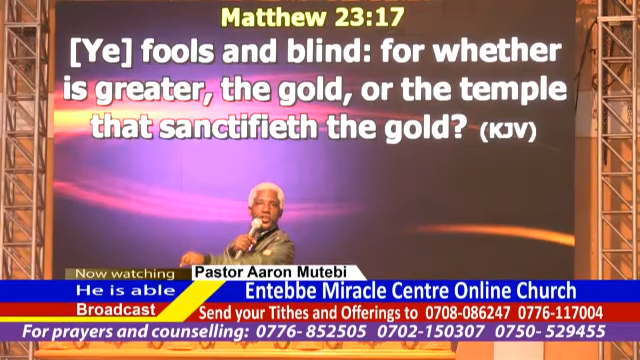 Matthew 23:17
[Ye] fools and blind: for whether
is greater, the gold, or the temple
that sanctifieth the gold? (KJV)
Now watching
Pastor Aaron Mutebi
He is able
Entebbe Miracle Centre Online Church
Broadcast
Send your Tithes and Offerings to 0708-086247 0776-117004
For prayers and counselling: 0776- 852505 0702-150307 0750- 529455